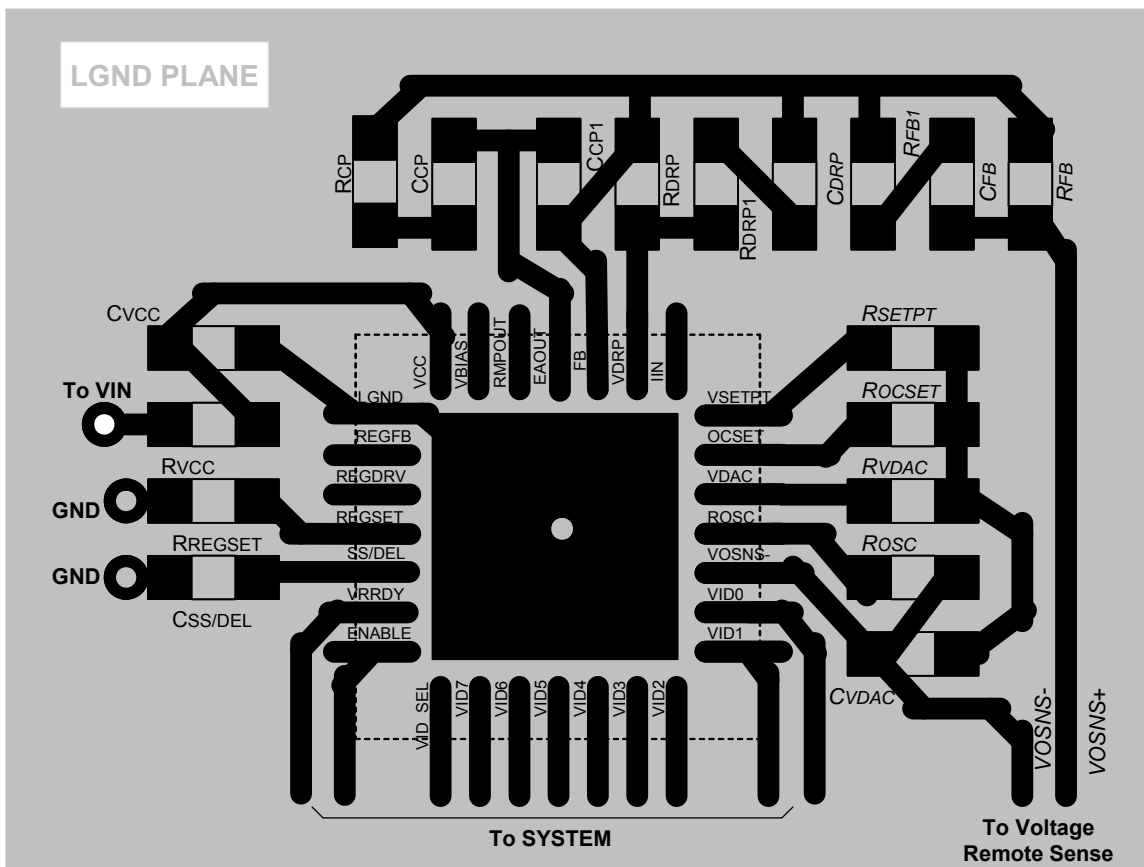 LGND PLANE
RCP
CCP
CCP1
RDRP
RDRP1
CDRP
RFB1
CFB
RFB
CVCC
To VIN
RVCC
GND
RREGSET
GND
CSS/DEL
VCC
VBIAS
RMPOUT
EAOUT
FB
VDRP
IIN
LGND
REGFB
REGDRV
REGSET
SS/DEL
VRRDY
ENABLE
VSETPT
OCSET
VDAC
ROSC
VOSNS-
VID0
VID1
RSETPT
ROCSET
RVDAC
ROSC
CVDAC
VID_SEL
VID7
VID6
VID5
VID4
VID3
VID2
VOSNS-
VOSNS+
To SYSTEM
To Voltage
Remote Sense